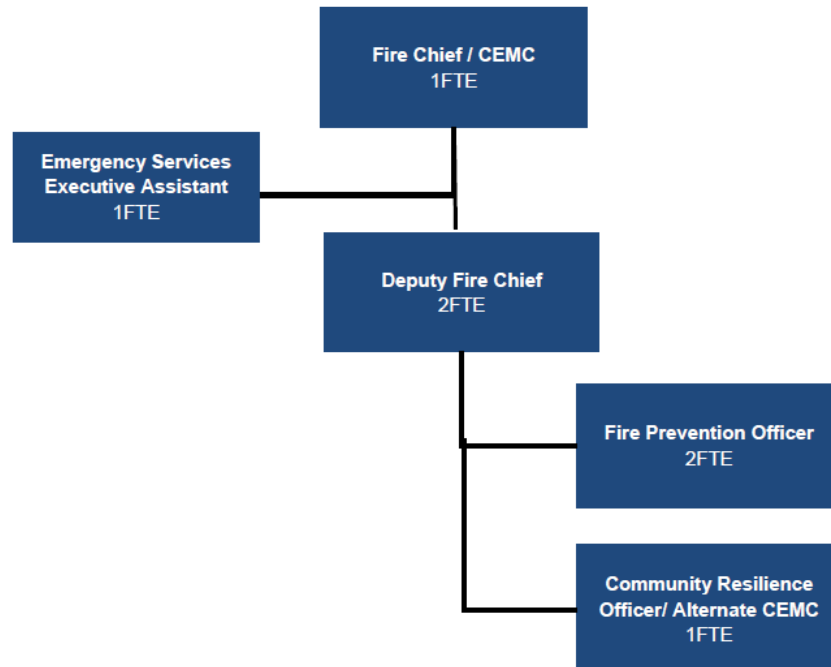 Fire Chief / CEMC
1FTE
Emergency Services
Executive Assistant
1FTE
Deputy Fire Chief
2FTE
Fire Prevention Officer
2FTE
Community Resilience
Officer/ Alternate CEMC
1FTE